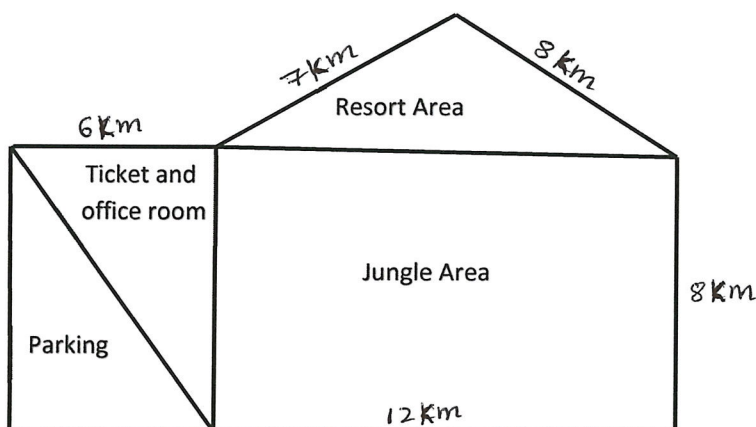 7Km
8Km
Resort Area
6Km
Ticket and
office room
Jungle Area
8Km
Parking
12Km